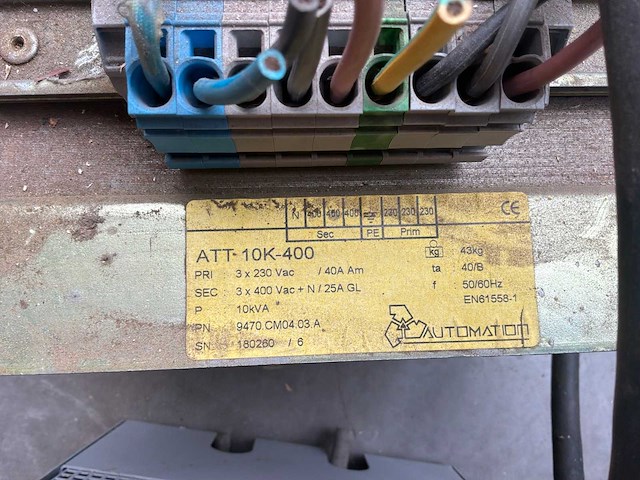 N 400 400 400 230 230 230
Sec PE Prim
CE
ATT-10K-400
kg : 43kg
PRI : 3 x 230 Vac / 40A Am
ta : 40/B
SEC : 3 x 400 Vac + N / 25A GL
f : 50/60Hz
P : 10kVA
EN61558-1
PN : 9470.CM04.03.A
AUTOMATION
SN : 180260 / 6